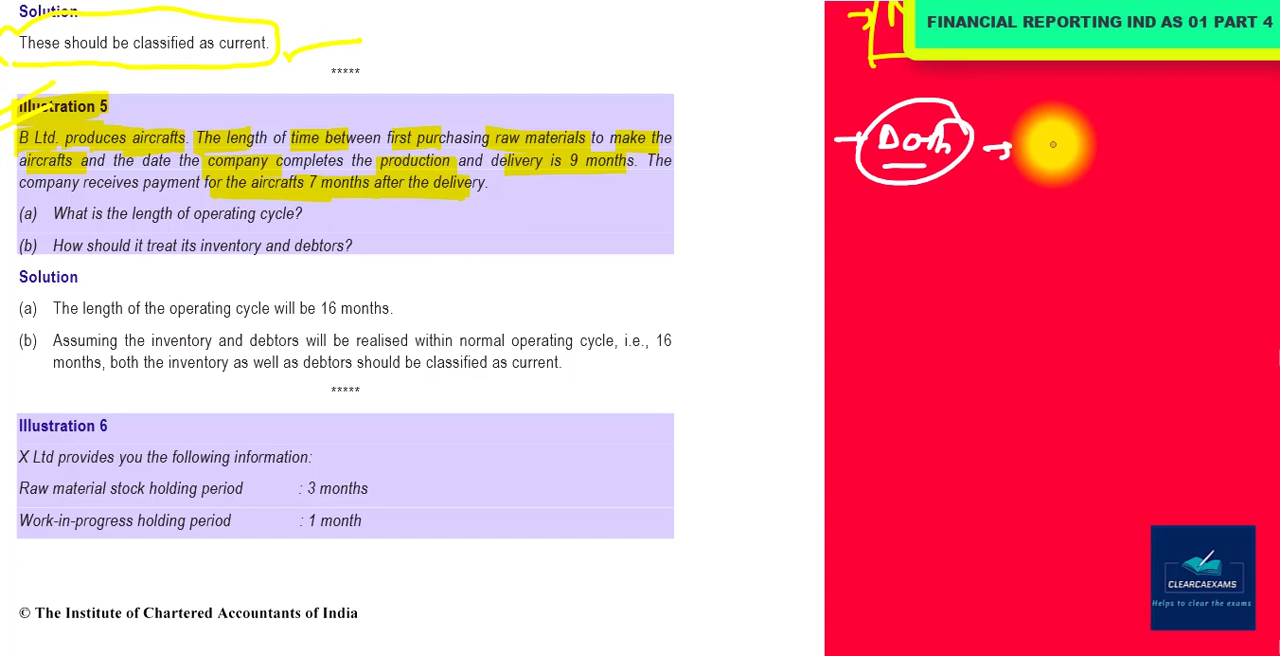 Solution
These should be classified as current.
*****
Illustration 5
B Ltd. produces aircrafts. The length of time between first purchasing raw materials to make the
aircrafts and the date the company completes the production and delivery is 9 months. The
company receives payment for the aircrafts 7 months after the delivery.
(a) What is the length of operating cycle?
(b) How should it treat its inventory and debtors?
Solution
(a) The length of the operating cycle will be 16 months.
(b) Assuming the inventory and debtors will be realised within normal operating cycle, i.e., 16
months, both the inventory as well as debtors should be classified as current.
*****
Illustration 6
X Ltd provides you the following information:
Raw material stock holding period : 3 months
Work-in-progress holding period : 1 month
© The Institute of Chartered Accountants of India
FINANCIAL REPORTING IND AS 01 PART 4
CLEARCAEXAMS
Helps to clear the exams